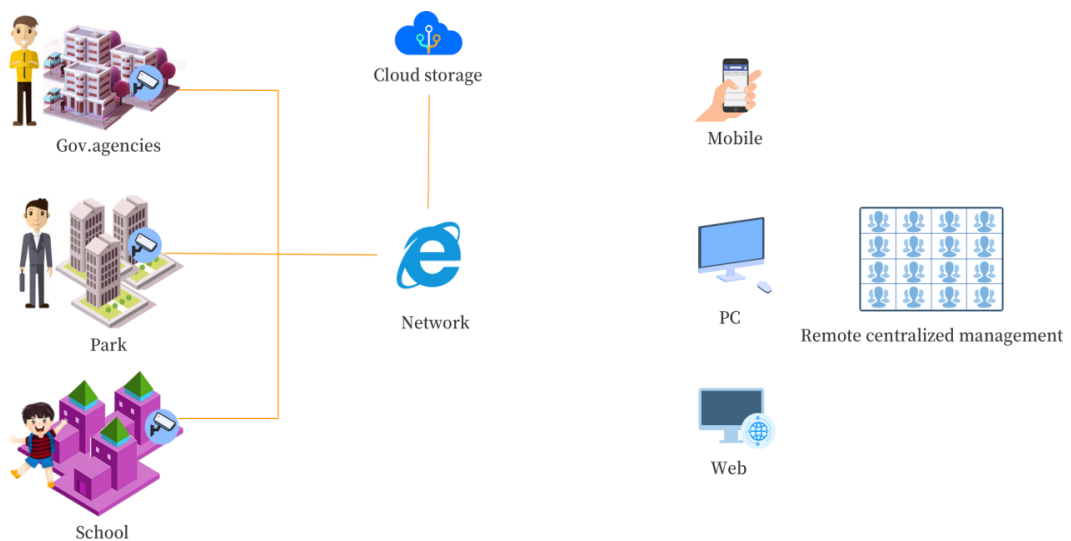 Cloud storage
Gov.agencies
Mobile
Network
Park
PC
Remote centralized management
School
Web